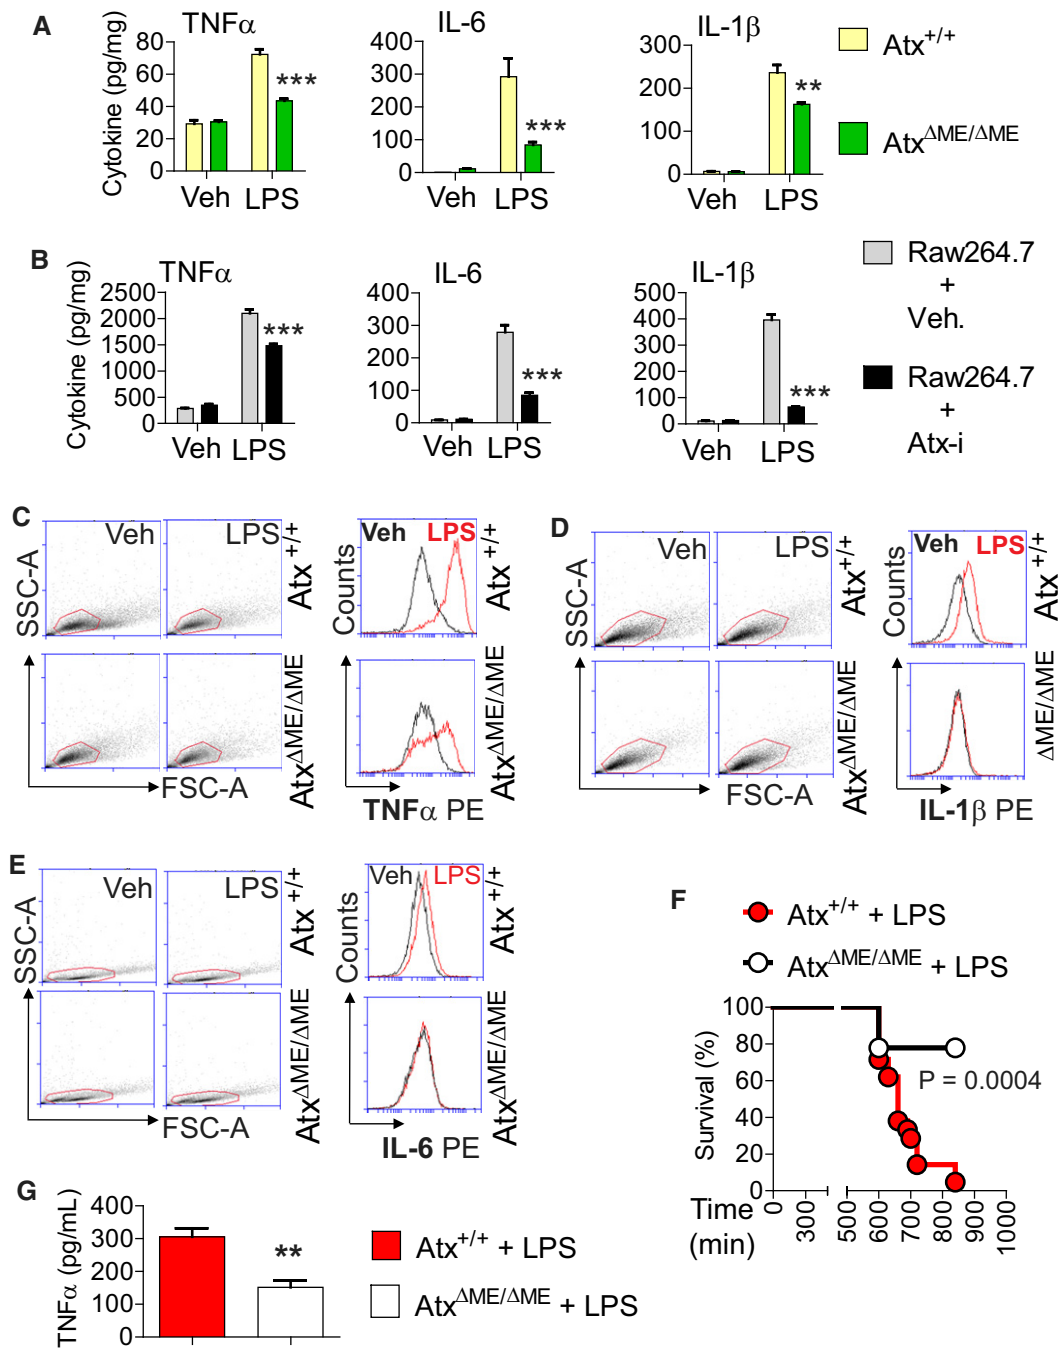 A
TNFα
IL-6
IL-1β
Cytokine (pg/mg)
80
60
40
20
0
400
300
200
100
0
300
200
100
0
***
***
**
Veh LPS
Veh LPS
Veh LPS
Atx+/+
AtxΔME/ΔME
B
TNFα
IL-6
IL-1β
Cytokine (pg/mg)
2500
2000
1500
1000
500
0
400
300
200
100
0
500
400
300
200
100
0
***
***
***
Veh LPS
Veh LPS
Veh LPS
Raw264.7
+
Veh.
Raw264.7
+
Atx-i
C
Veh
LPS
SSC-A
FSC-A
Atx+/+
AtxΔME/ΔME
Veh LPS
Counts
TNFα PE
Atx+/+
AtxΔME/ΔME
D
Veh
LPS
SSC-A
FSC-A
Atx+/+
AtxΔME/ΔME
Veh LPS
Counts
IL-1β PE
Atx+/+
ΔME/ΔME
E
Veh
LPS
SSC-A
FSC-A
Atx+/+
AtxΔME/ΔME
Veh LPS
Counts
IL-6 PE
Atx+/+
AtxΔME/ΔME
F
Atx+/+ + LPS
AtxΔME/ΔME + LPS
Survival (%)
100
80
60
40
20
0
P = 0.0004
0
300
500
600
700
800
900
1000
Time
(min)
G
TNFα (pg/mL)
400
300
200
100
0
**
Atx+/+ + LPS
AtxΔME/ΔME + LPS